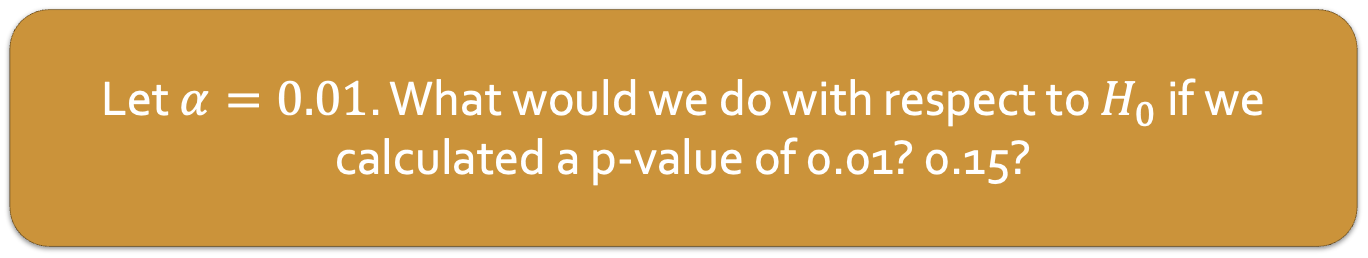 Let α = 0.01. What would we do with respect to H₀ if we
calculated a p-value of 0.01? 0.15?